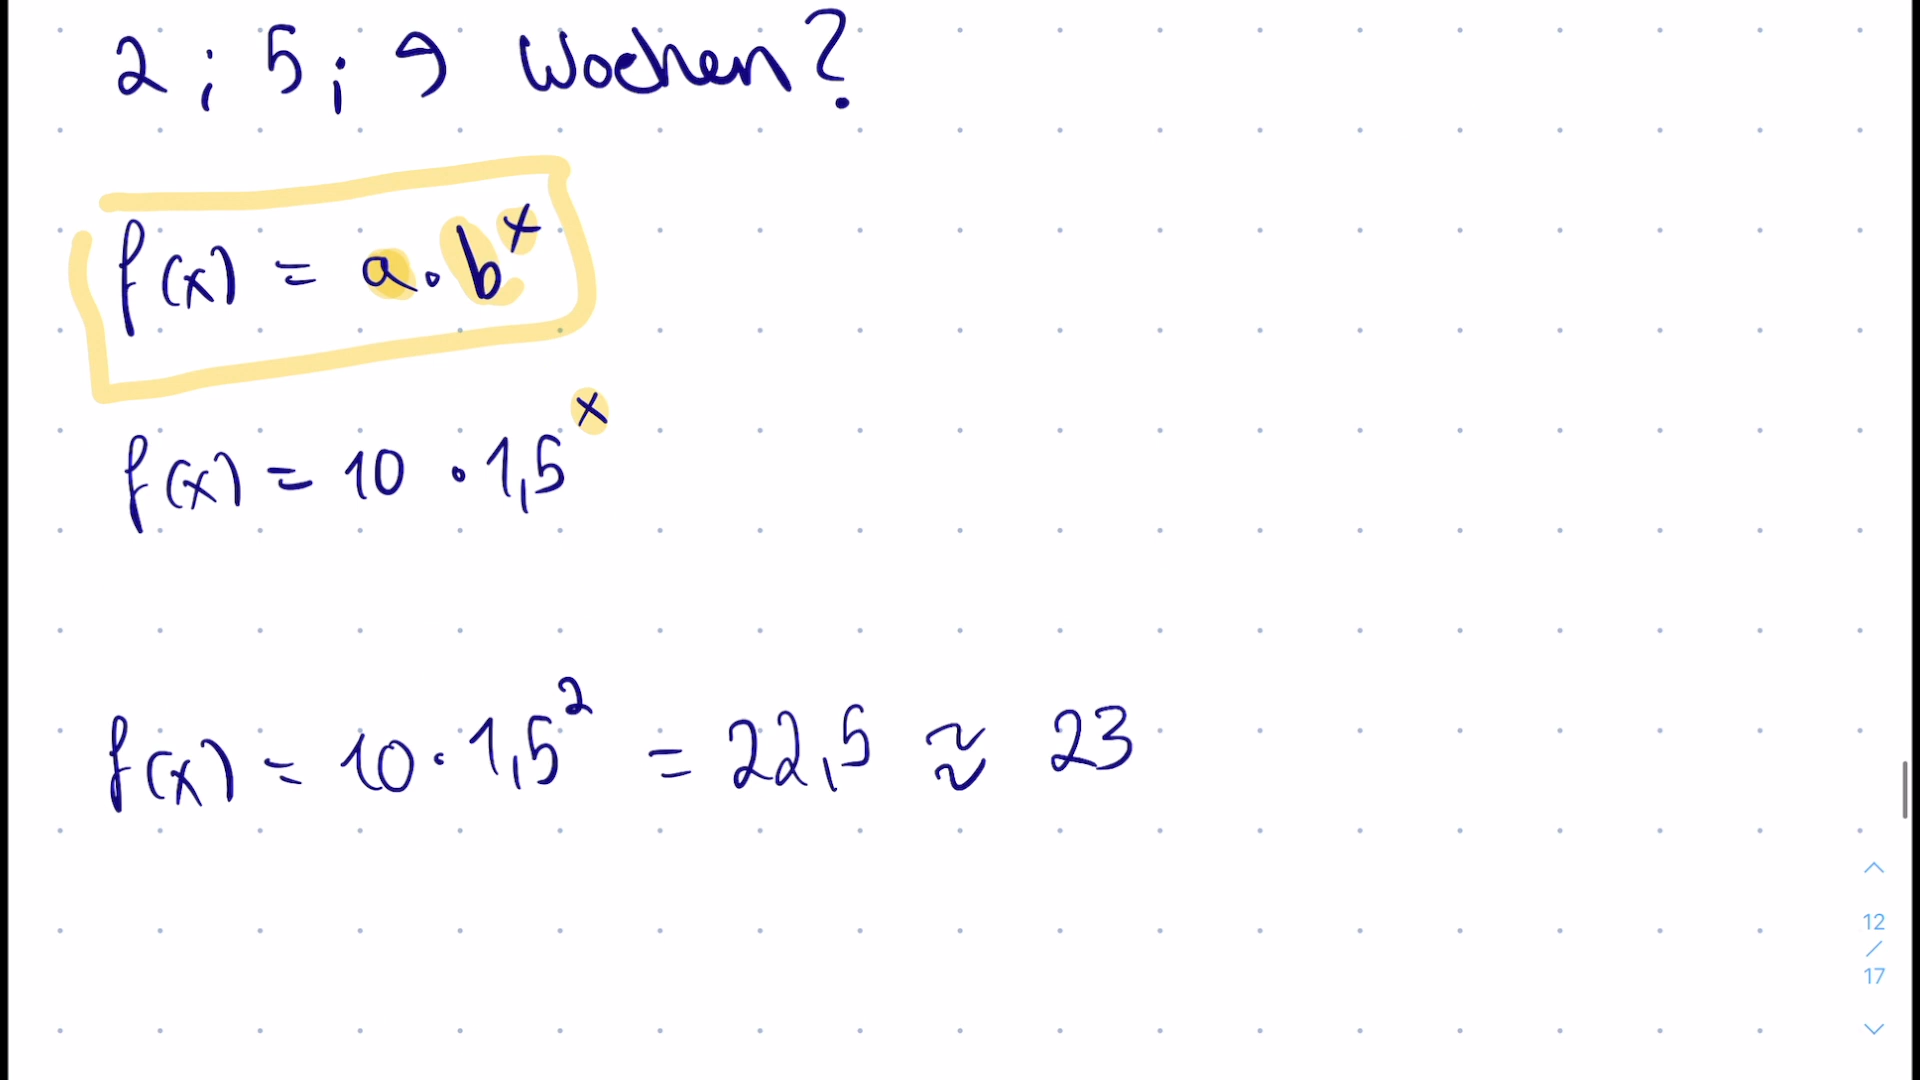 2 ; 5 ; 9 Wochen?
f(x) = a · b^x
f(x) = 10 · 1,5^x
f(x) = 10 · 1,5^2 = 22,5 ≈ 23
12
/
17